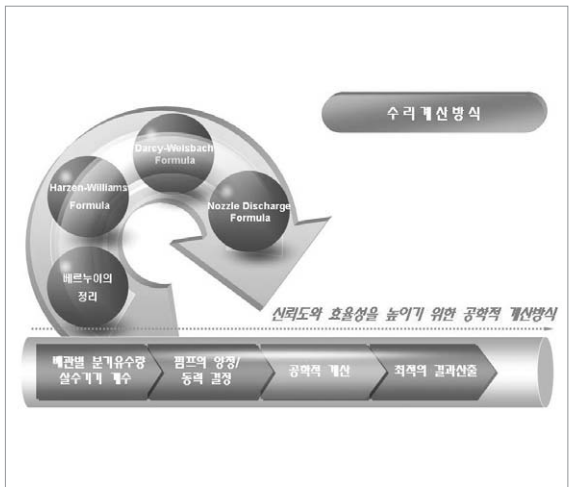 수리계산방식
Darcy-Weisbach
Formula
Harzen-Williams
Formula
Nozzle Discharge
Formula
베르누이의
정리
신뢰도와 효율성을 높이기 위한 공학적 계산방식
배관별 분기유수량
살수기기 개수
펌프의 양정/
동력 결정
공학적 계산
최적의 결과산출